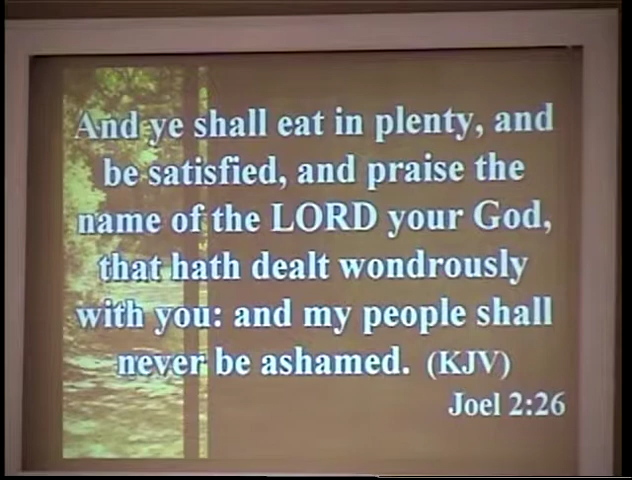 And ye shall eat in plenty, and
be satisfied, and praise the
name of the LORD your God,
that hath dealt wondrously
with you: and my people shall
never be ashamed. (KJV)
Joel 2:26